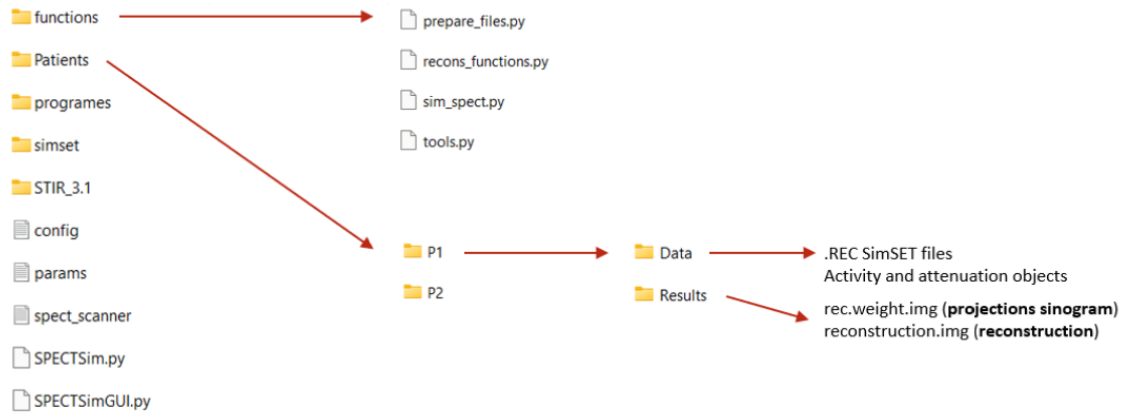 functions
Patients
programes
simset
STIR_3.1
config
params
spect_scanner
SPECTSim.py
SPECTSimGUI.py
prepare_files.py
recons_functions.py
sim_spect.py
tools.py
P1
P2
Data
Results
.REC SimSET files
Activity and attenuation objects
rec.weight.img (projections sinogram)
reconstruction.img (reconstruction)